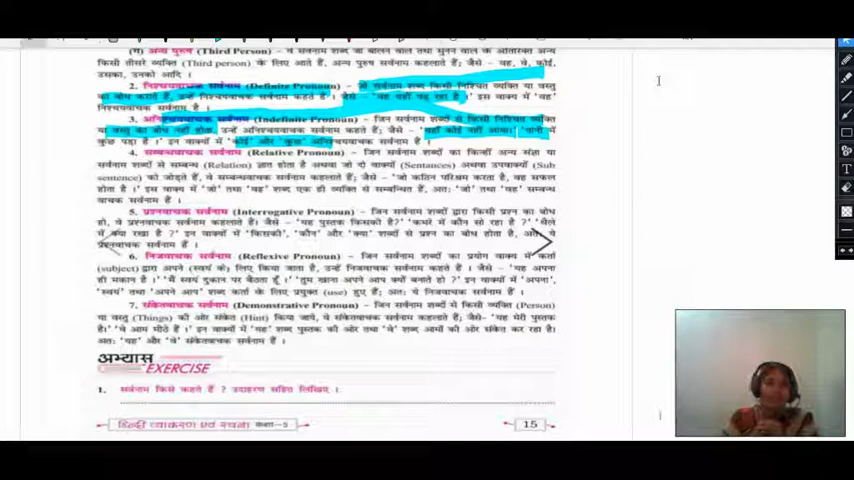 (ग) अन्य पुरुष (Third Person) – वे सर्वनाम जो बोलने वाले तथा सुनने वाले के अतिरिक्त अन्य
किसी तीसरे व्यक्ति (Third person) के लिए आते हैं, अन्य पुरुष सर्वनाम कहलाते हैं; जैसे – वह, वे, कोई,
उसका, उनको आदि ।
2. निश्चयवाचक सर्वनाम (Definite Pronoun) – जो सर्वनाम शब्द किसी निश्चित व्यक्ति या वस्तु
का बोध कराते हैं, उन्हें निश्चयवाचक सर्वनाम कहते हैं । जैसे – 'वह वहाँ पढ़ रहा है ।' इस वाक्य में 'वह'
निश्चयवाचक सर्वनाम है ।
3. अनिश्चयवाचक सर्वनाम (Indefinite Pronoun) – जिन सर्वनाम शब्दों से किसी निश्चित व्यक्ति
या वस्तु का बोध नहीं होता, उन्हें अनिश्चयवाचक सर्वनाम कहते हैं; जैसे – 'यहाँ कोई नहीं आया ।' 'पानी में
कुछ पड़ा है ।' इन वाक्यों में 'कोई' और 'कुछ' अनिश्चयवाचक सर्वनाम हैं ।
4. सम्बन्धवाचक सर्वनाम (Relative Pronoun) – जिन सर्वनाम शब्दों का किन्हीं अन्य संज्ञा या
सर्वनाम शब्दों से सम्बन्ध (Relation) ज्ञात होता है अथवा जो दो वाक्यों (Sentances) अथवा उपवाक्यों (Sub
sentence) को जोड़ते हैं, वे सम्बन्धवाचक सर्वनाम कहलाते हैं; जैसे – 'जो कठिन परिश्रम करता है, वह सफल
होता है ।' इस वाक्य में 'जो' तथा 'वह' शब्द एक ही व्यक्ति से सम्बन्धित हैं, अतः 'जो' तथा 'वह' सम्बन्ध
वाचक सर्वनाम हैं ।
5. प्रश्नवाचक सर्वनाम (Interrogative Pronoun) – जिन सर्वनाम शब्दों द्वारा किसी प्रश्न का बोध
हो, वे प्रश्नवाचक सर्वनाम कहलाते हैं। जैसे – 'यह पुस्तक किसकी है?' 'कमरे में कौन सो रहा है ?' 'थैले
में क्या रखा है ?' इन वाक्यों में 'किसकी', 'कौन' और 'क्या' शब्दों से प्रश्न का बोध होता है, अतः ये
प्रश्नवाचक सर्वनाम हैं ।
6. निजवाचक सर्वनाम (Reflexive Pronoun) – जिन सर्वनाम शब्दों का प्रयोग वाक्य में कर्ता
(subject) द्वारा अपने (स्वयं के) लिए किया जाता है, उन्हें निजवाचक सर्वनाम कहते हैं । जैसे – 'यह अपना
ही मकान है ।' 'मैं स्वयं दुकान पर बैठता हूँ ।' 'तुम खाना अपने आप क्यों बनाते हो ?' इन वाक्यों में 'अपना',
'स्वयं' तथा 'अपने आप' शब्द कर्ता के लिए प्रयुक्त (use) हुए हैं; अतः ये निजवाचक सर्वनाम हैं ।
7. संकेतवाचक सर्वनाम (Demonstrative Pronoun) – जिन सर्वनाम शब्दों से किसी व्यक्ति (Person)
या वस्तु (Things) की ओर संकेत (Hint) किया जाये, वे संकेतवाचक सर्वनाम कहलाते हैं; जैसे– 'यह मेरी पुस्तक
है।' 'वे आम मीठे हैं ।' इन वाक्यों में 'यह' शब्द पुस्तक की ओर तथा 'वे' शब्द आमों की ओर संकेत कर रहा है।
अतः 'यह' और 'वे' संकेतवाचक सर्वनाम हैं ।
अभ्यास
EXERCISE
1. सर्वनाम किसे कहते हैं ? उदाहरण सहित लिखिए ।
हिन्दी व्याकरण एवं रचना कक्षा-5
15